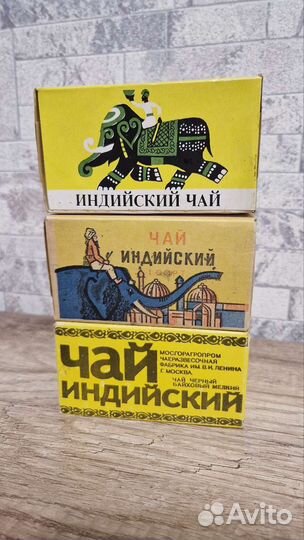 ИНДИЙСКИЙ ЧАЙ
ЧАЙ
ИНДИЙСКИЙ
ЧАЙ
МОСГОРАГРОПРОМ
ЧАЕРАЗВЕСОЧНАЯ
ФАБРИКА ИМ. В.И. ЛЕНИНА
Г. МОСКВА.
ЧАЙ ЧЕРНЫЙ
БАЙХОВЫЙ МЕЛКИЙ
ИНДИЙСКИЙ
Avito